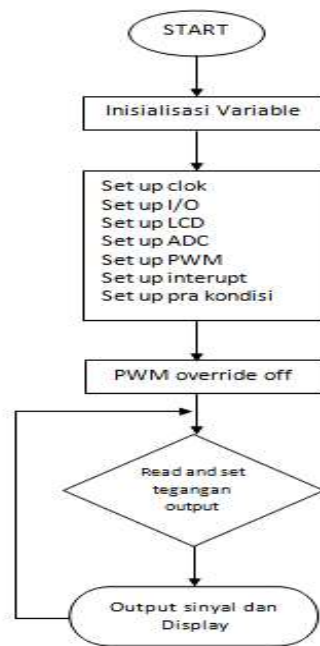 START
Inisialisasi Variable
Set up clok
Set up I/O
Set up LCD
Set up ADC
Set up PWM
Set up interupt
Set up pra kondisi
PWM override off
Read and set
tegangan
output
Output sinyal dan
Display